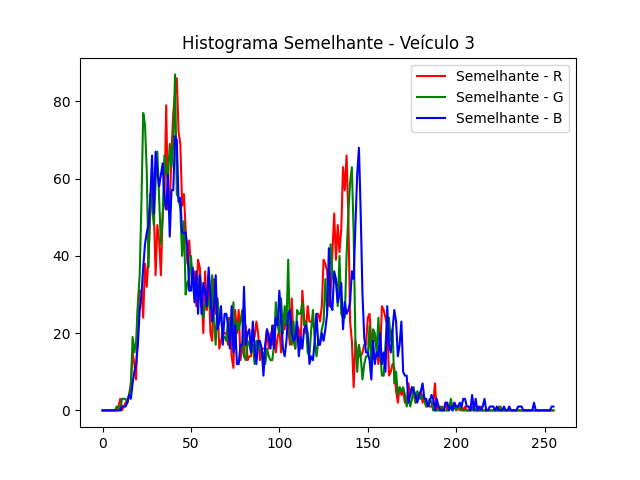 Histograma Semelhante - Veículo 3
Semelhante - R
Semelhante - G
Semelhante - B
80
60
40
20
0
0 50 100 150 200 250